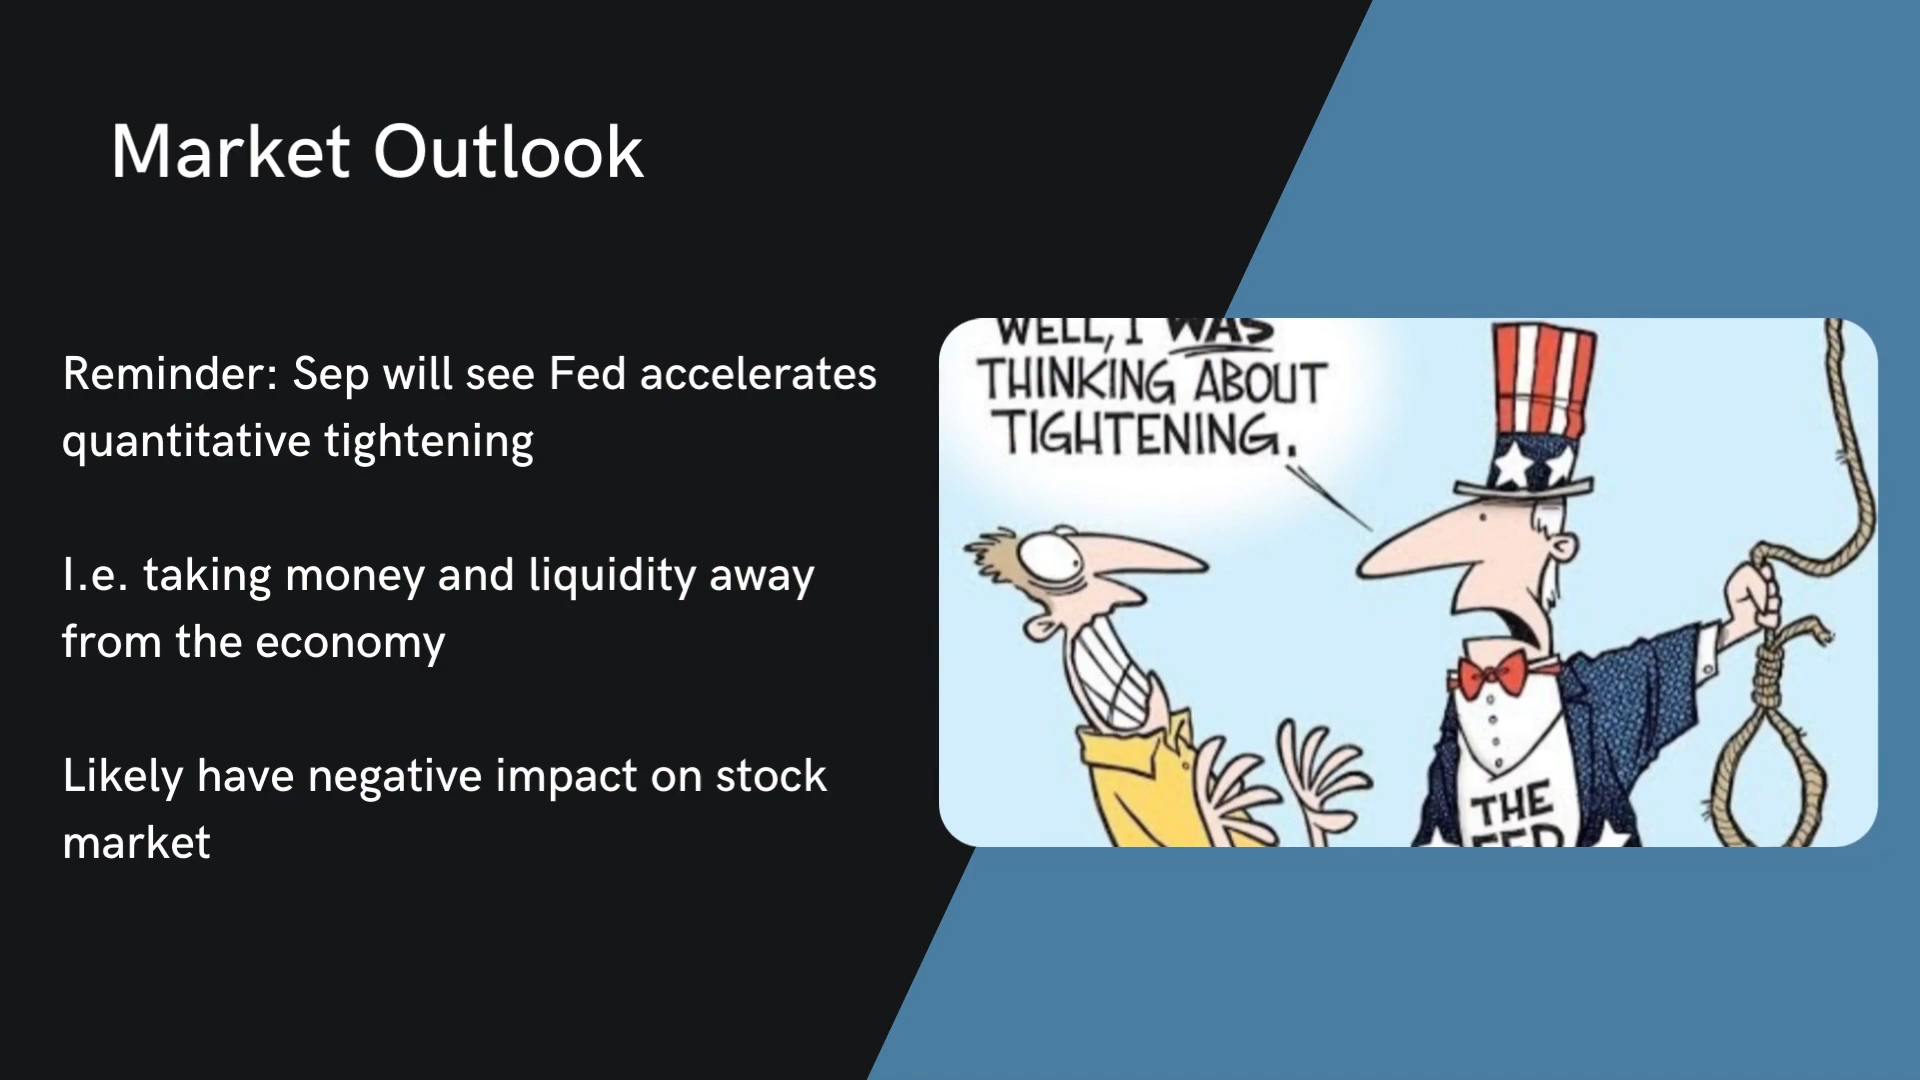 Market Outlook
Reminder: Sep will see Fed accelerates
quantitative tightening
I.e. taking money and liquidity away
from the economy
Likely have negative impact on stock
market
WELL, I WAS
THINKING ABOUT
TIGHTENING.
THE
FED